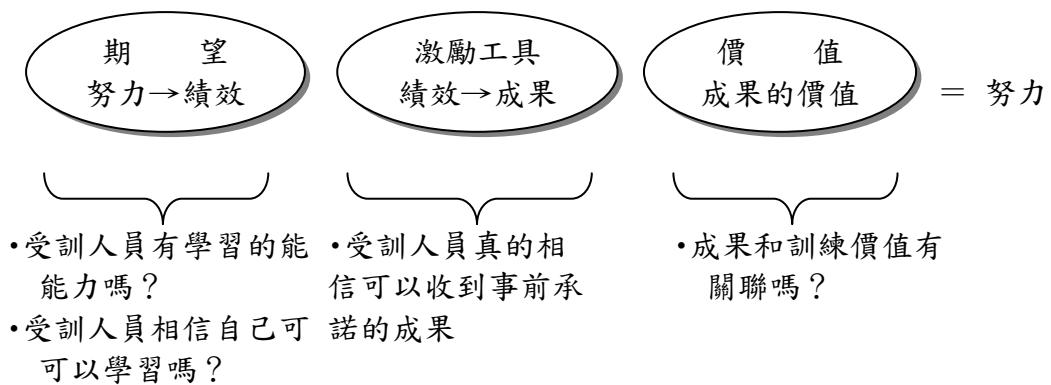 期　望
努力→績效
激勵工具
績效→成果
價　值
成果的價值
＝ 努力
•受訓人員有學習的能
能力嗎？
•受訓人員相信自己可
可以學習嗎？
•受訓人員真的相
信可以收到事前承
諾的成果
•成果和訓練價值有
關聯嗎？